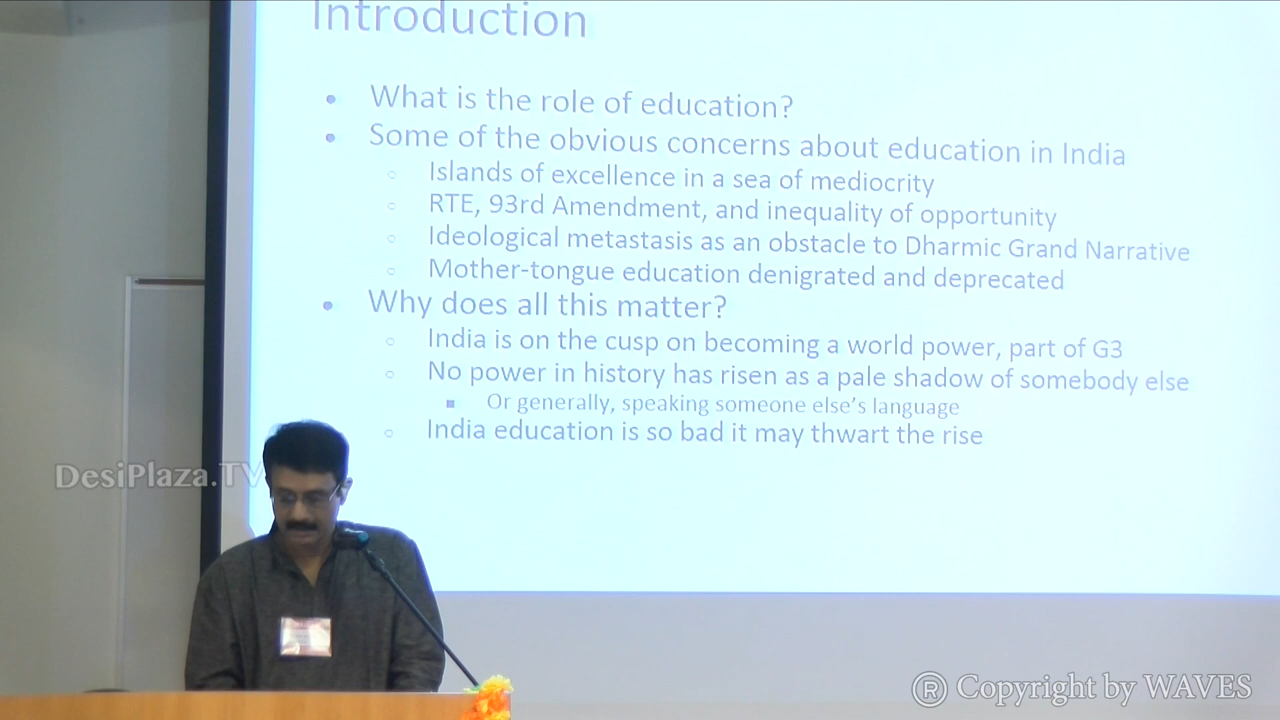 Introduction
• What is the role of education?
• Some of the obvious concerns about education in India
○ Islands of excellence in a sea of mediocrity
○ RTE, 93rd Amendment, and inequality of opportunity
○ Ideological metastasis as an obstacle to Dharmic Grand Narrative
○ Mother-tongue education denigrated and deprecated
• Why does all this matter?
○ India is on the cusp on becoming a world power, part of G3
○ No power in history has risen as a pale shadow of somebody else
■ Or generally, speaking someone else's language
○ India education is so bad it may thwart the rise
DesiPlaza.TV
® Copyright by WAVES